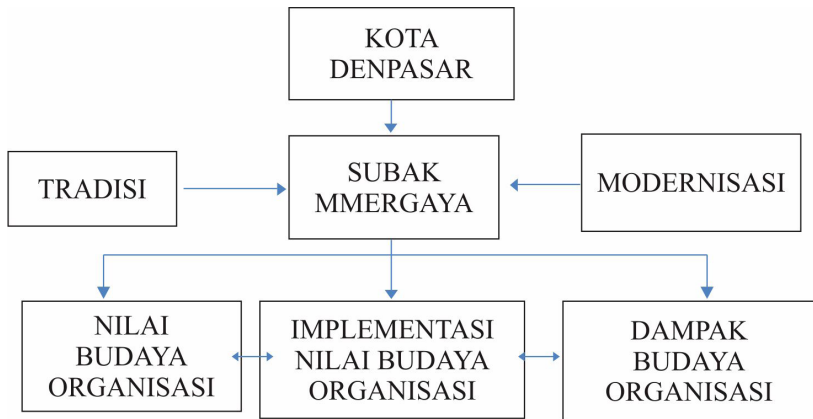 KOTA
DENPASAR
TRADISI
SUBAK
MMERGAYA
MODERNISASI
NILAI
BUDAYA
ORGANISASI
IMPLEMENTASI
NILAI BUDAYA
ORGANISASI
DAMPAK
BUDAYA
ORGANISASI